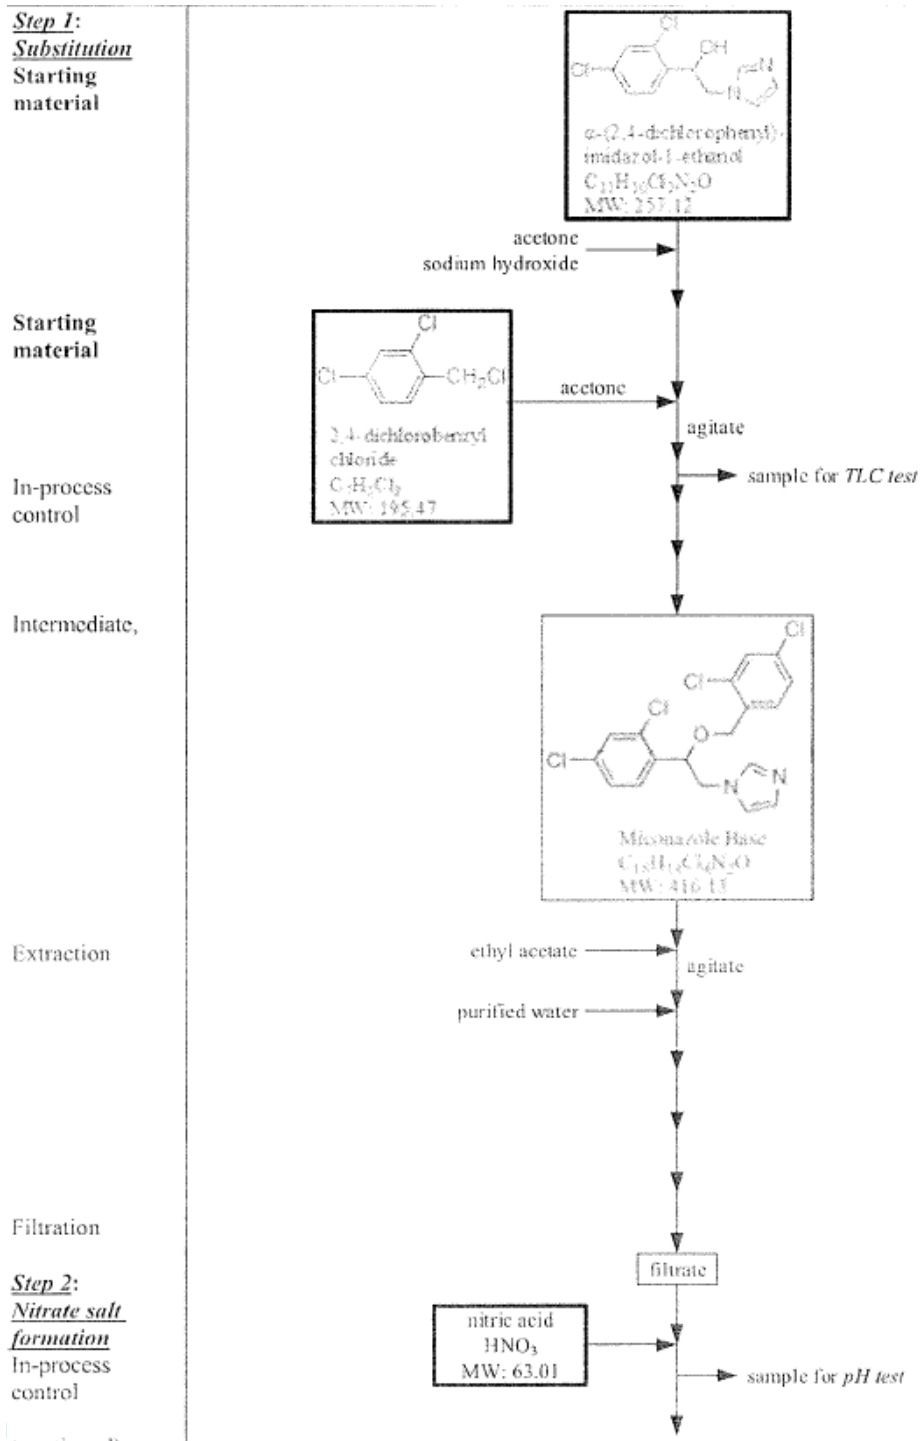 Step 1:
Substitution
Starting
material
Cl
OH
Cl
N
N
α-(2,4-dichlorophenyl)-
imidazol-1-ethanol
C11H10Cl2N2O
MW: 257.12
acetone
sodium hydroxide
Starting
material
Cl
Cl
CH2Cl
2,4-dichlorobenzyl
chloride
MW: 195.47
acetone
agitate
In-process
control
sample for TLC test
Intermediate,
Cl
Cl
Cl
O
Cl
N
N
Miconazole Base
C18H14Cl4N2O
MW: 416.13
Extraction
ethyl acetate
agitate
purified water
Filtration
filtrate
Step 2:
Nitrate salt
formation
In-process
control
nitric acid
HNO3
MW: 63.01
sample for pH test